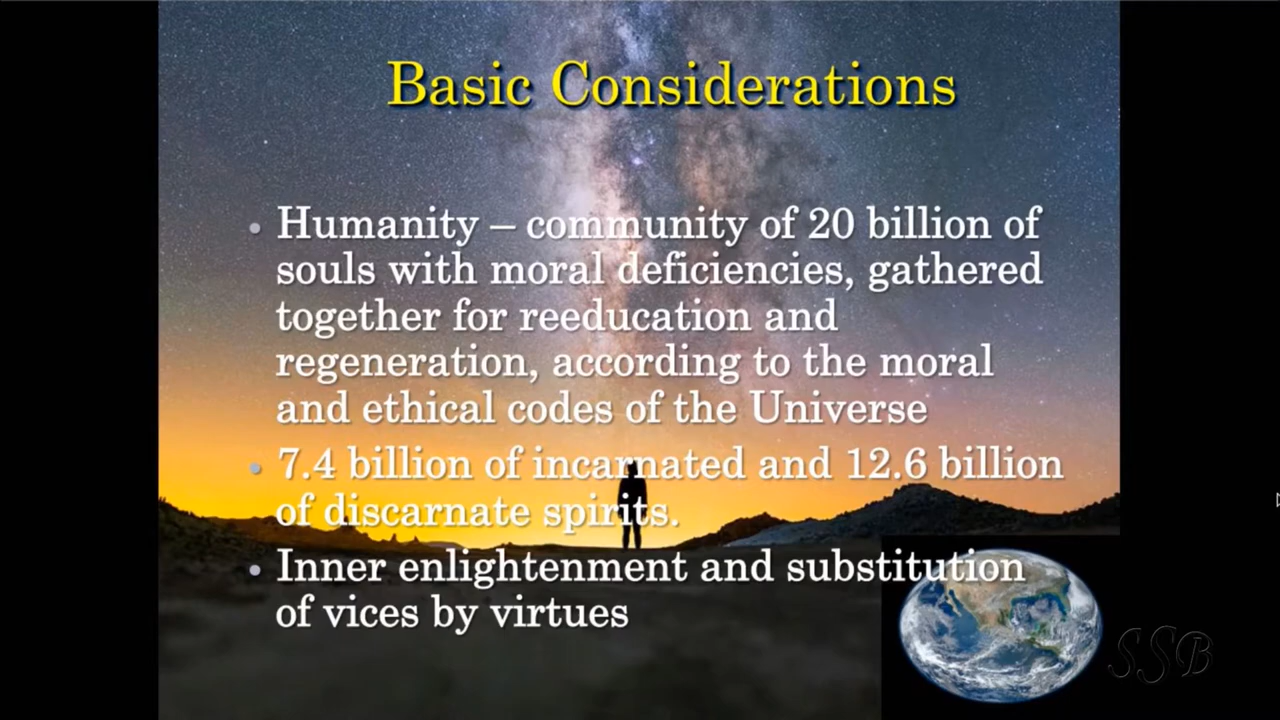 Basic Considerations
• Humanity – community of 20 billion of
souls with moral deficiencies, gathered
together for reeducation and
regeneration, according to the moral
and ethical codes of the Universe
• 7.4 billion of incarnated and 12.6 billion
of discarnate spirits.
• Inner enlightenment and substitution
of vices by virtues
SSB